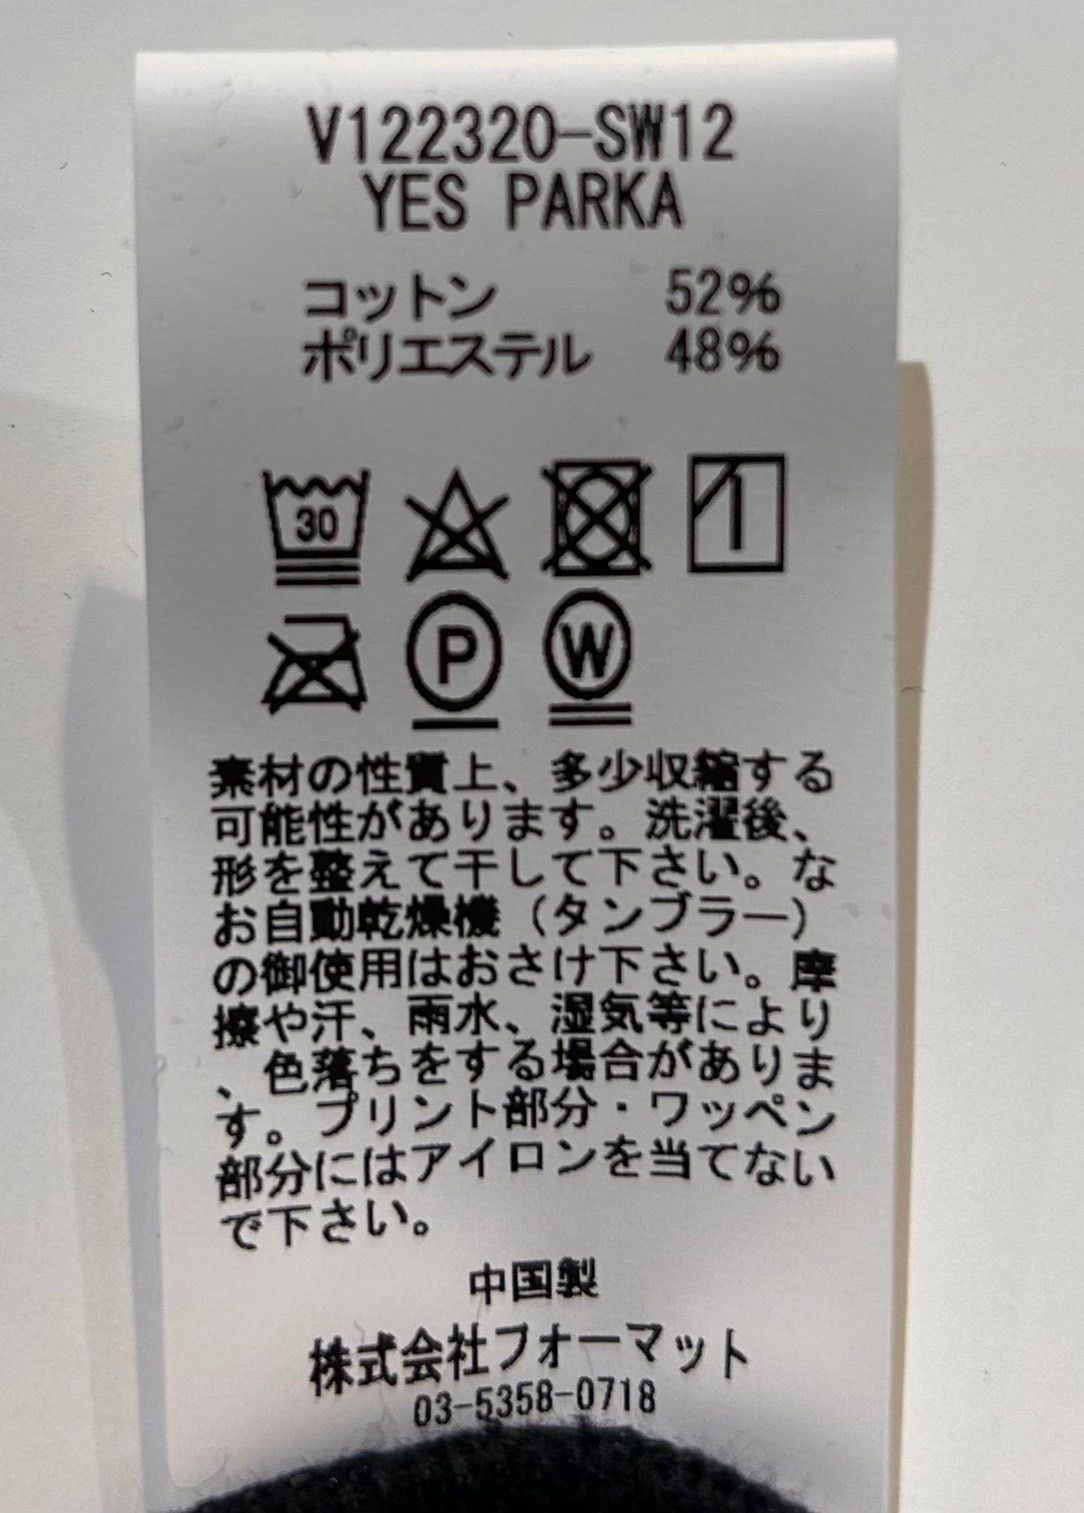 V122320-SW12
YES PARKA
コットン 52%
ポリエステル 48%
30
P
W
素材の性質上、多少収縮する
可能性があります。洗濯後、
形を整えて干して下さい。な
お自動乾燥機（タンブラー）
の御使用はおさけ下さい。摩
擦や汗、雨水、湿気等により
、色落ちをする場合がありま
す。プリント部分・ワッペン
部分にはアイロンを当てない
で下さい。
中国製
株式会社フォーマット
03-5358-0718